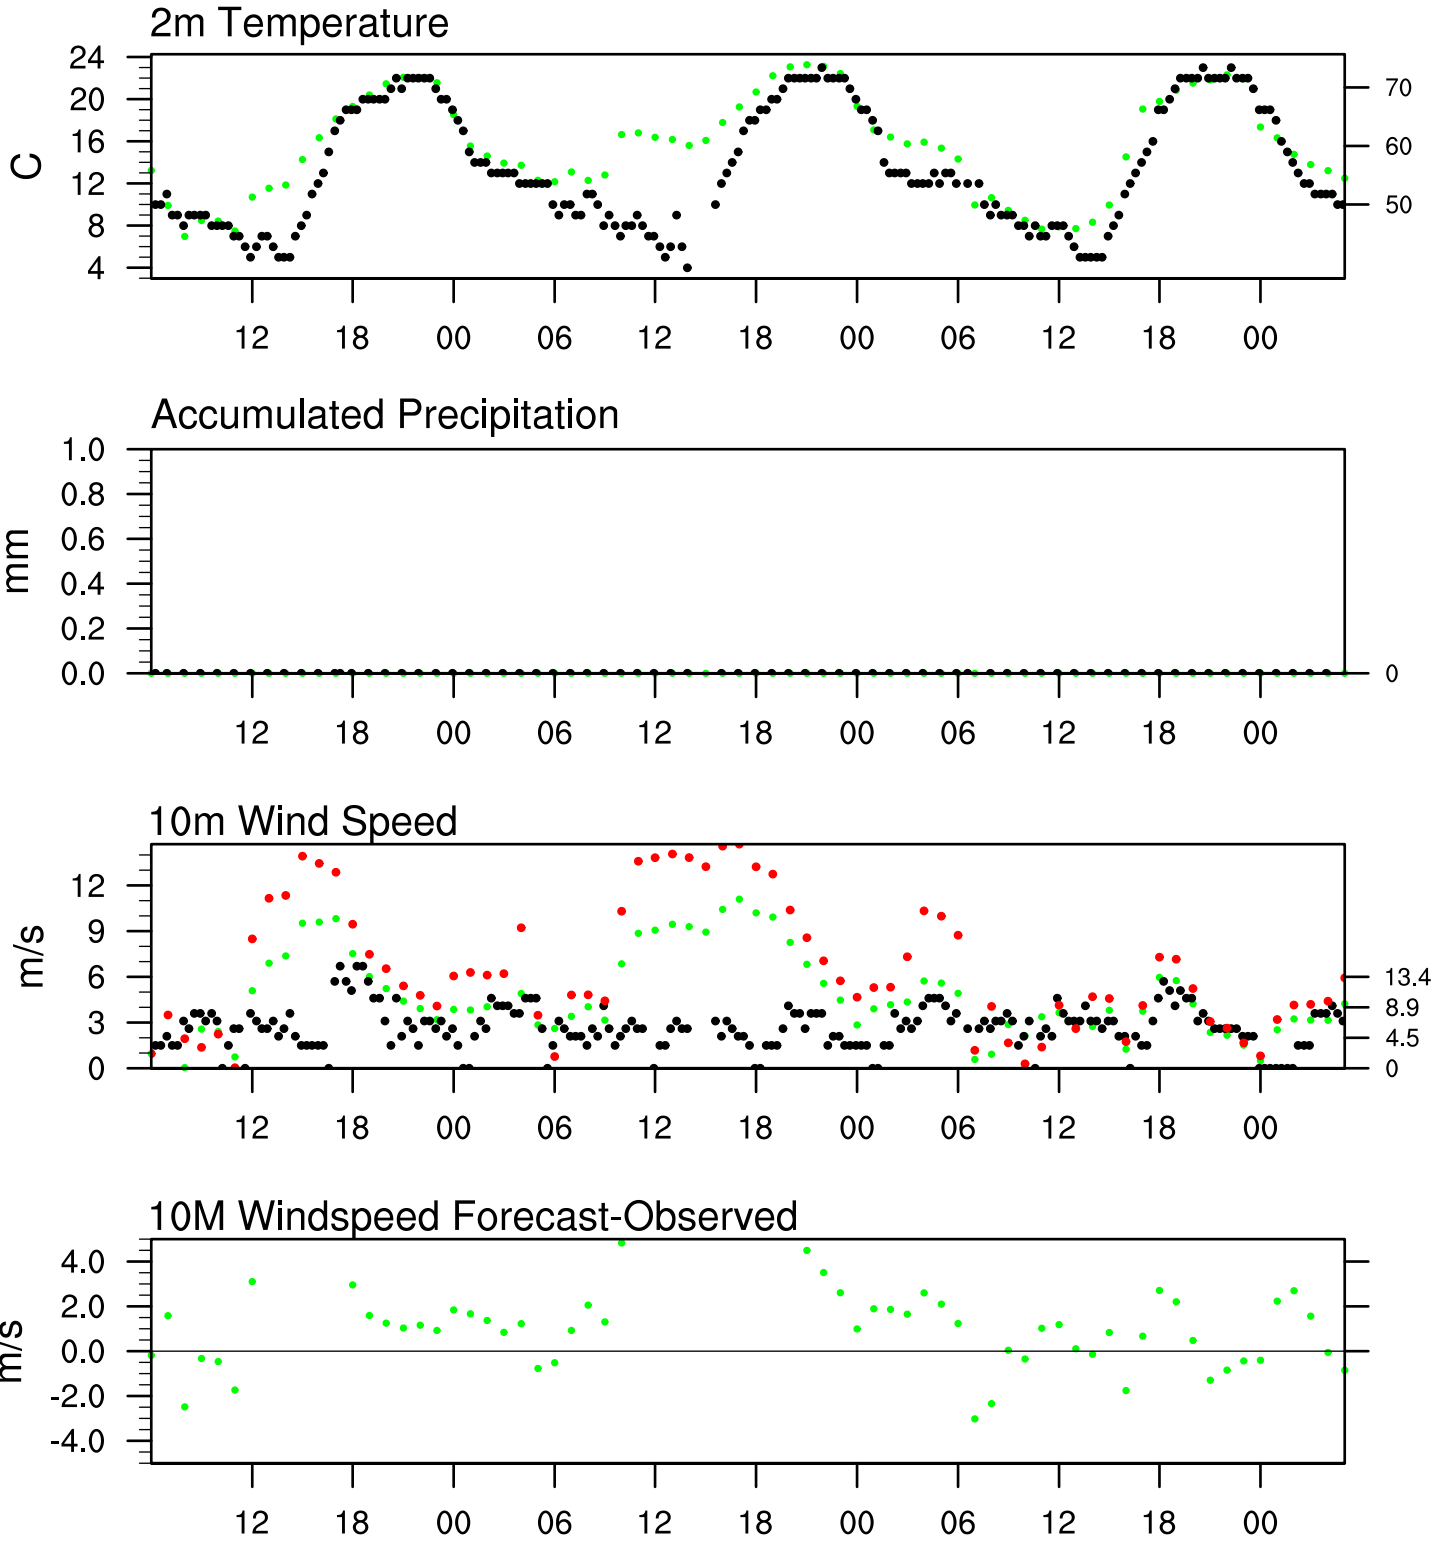 2m Temperature
24
20
16
12
8
4
C
70
60
50
12 18 00 06 12 18 00 06 12 18 00
Accumulated Precipitation
1.0
0.8
0.6
0.4
0.2
0.0
mm
0
12 18 00 06 12 18 00 06 12 18 00
10m Wind Speed
12
9
6
3
0
m/s
13.4
8.9
4.5
0
12 18 00 06 12 18 00 06 12 18 00
10M Windspeed Forecast-Observed
4.0
2.0
0.0
-2.0
-4.0
m/s
12 18 00 06 12 18 00 06 12 18 00